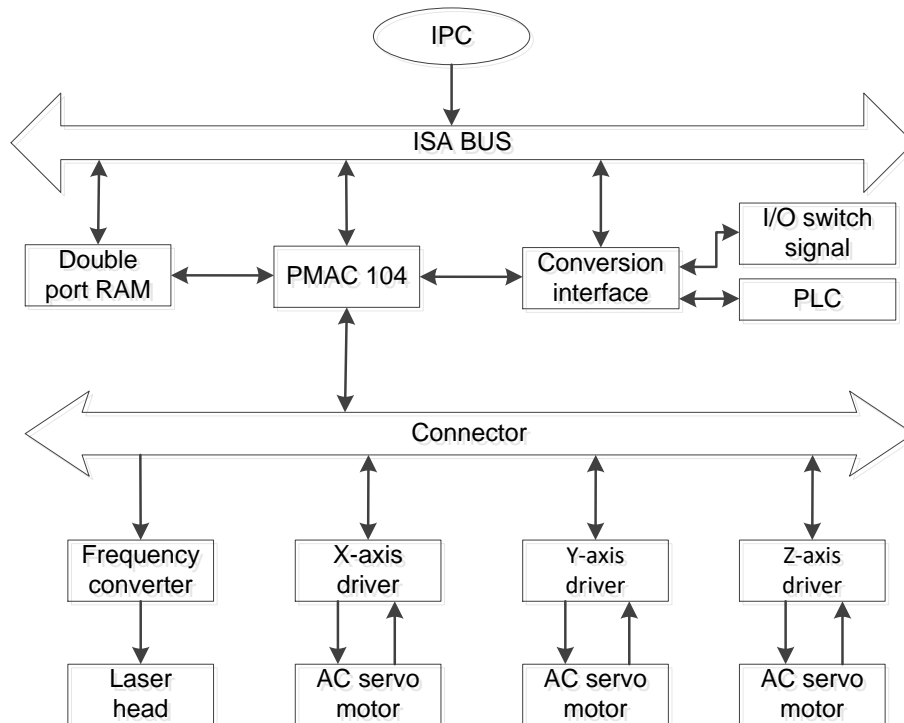 IPC
ISA BUS
Double
port RAM
PMAC 104
Conversion
interface
I/O switch
signal
PLC
Connector
Frequency
converter
X-axis
driver
Y-axis
driver
Z-axis
driver
Laser
head
AC servo
motor
AC servo
motor
AC servo
motor